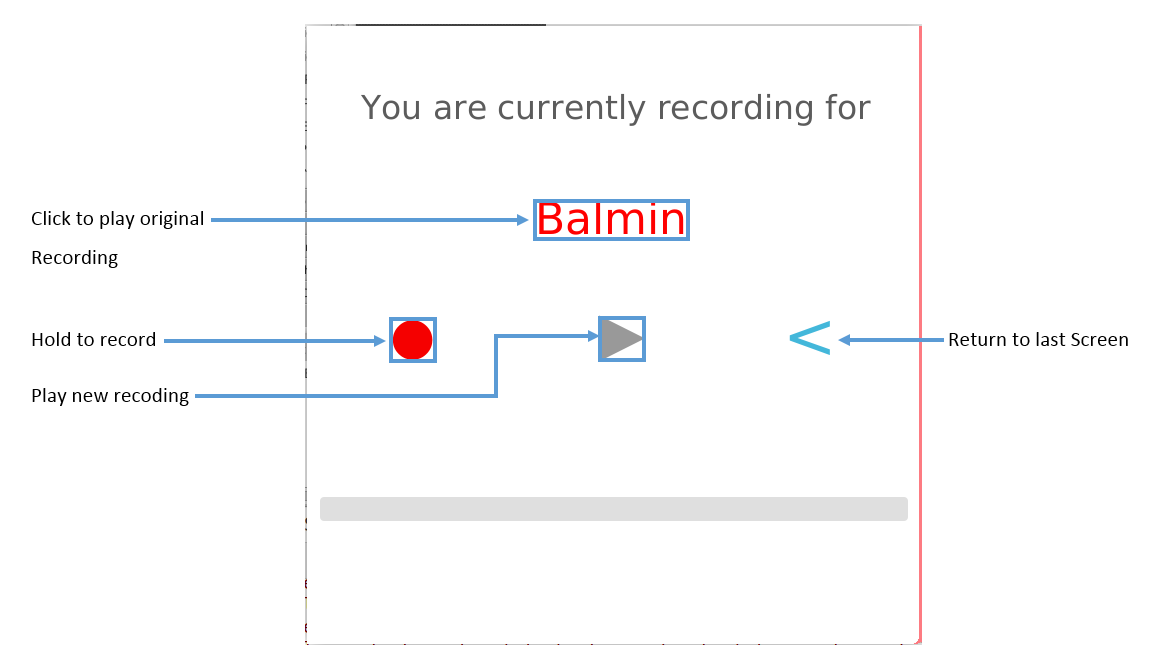 You are currently recording for
Click to play original
Recording
Balmin
Hold to record
Return to last Screen
Play new recoding